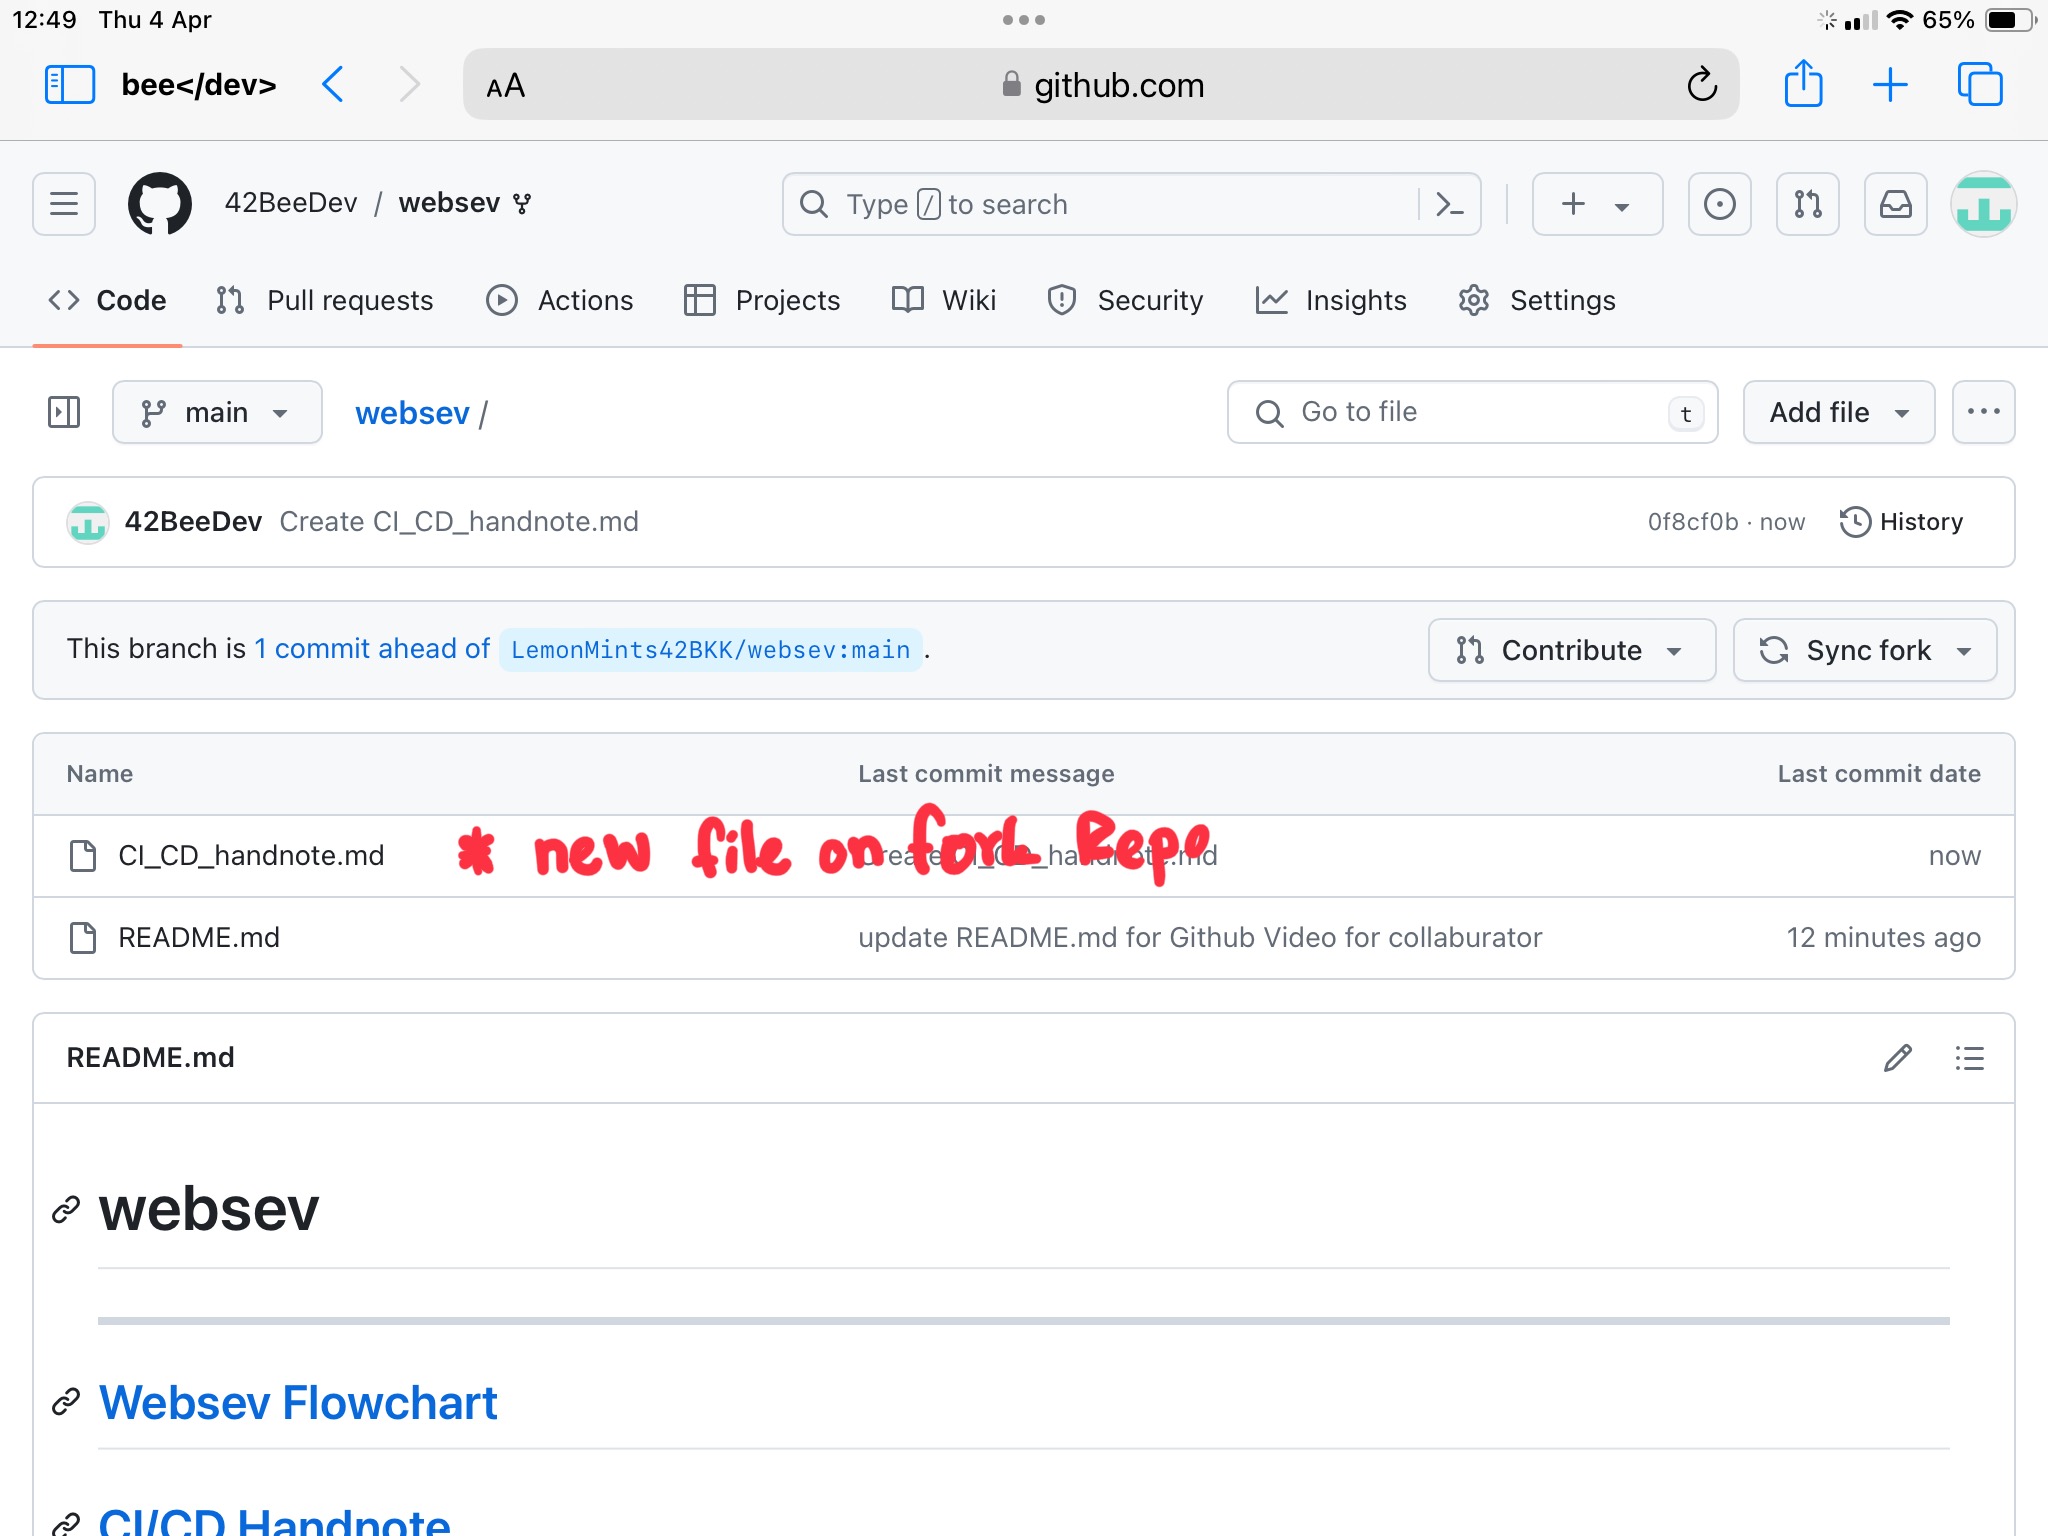 12:49 Thu 4 Apr 65%
bee</dev> AA github.com
42BeeDev / websev Type / to search
Code Pull requests Actions Projects Wiki Security Insights Settings
main websev / Go to file t Add file
42BeeDev Create CI_CD_handnote.md 0f8cf0b · now History
This branch is 1 commit ahead of LemonMints42BKK/websev:main . Contribute Sync fork
Name Last commit message Last commit date
CI_CD_handnote.md Create CI_CD_handnote.md now
* new file on fork Repo
README.md update README.md for Github Video for collaburator 12 minutes ago
README.md
websev
Websev Flowchart
CI/CD Handnote